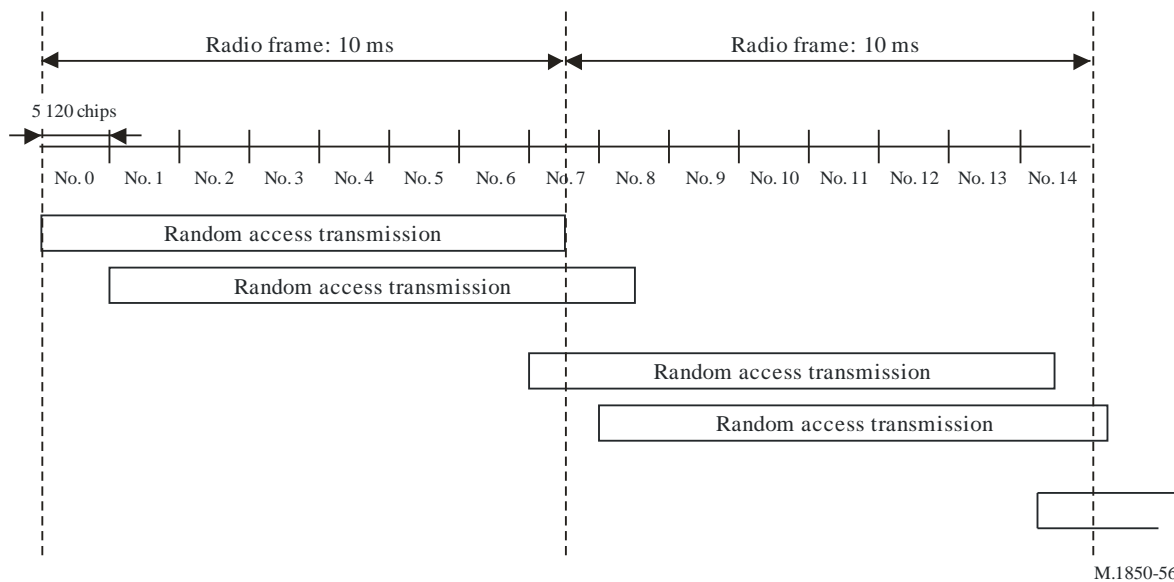 Radio frame: 10 ms Radio frame: 10 ms
5 120 chips
No. 0 No. 1 No. 2 No. 3 No. 4 No. 5 No. 6 No. 7 No. 8 No. 9 No. 10 No. 11 No. 12 No. 13 No. 14
Random access transmission
Random access transmission
Random access transmission
Random access transmission
M.1850-56